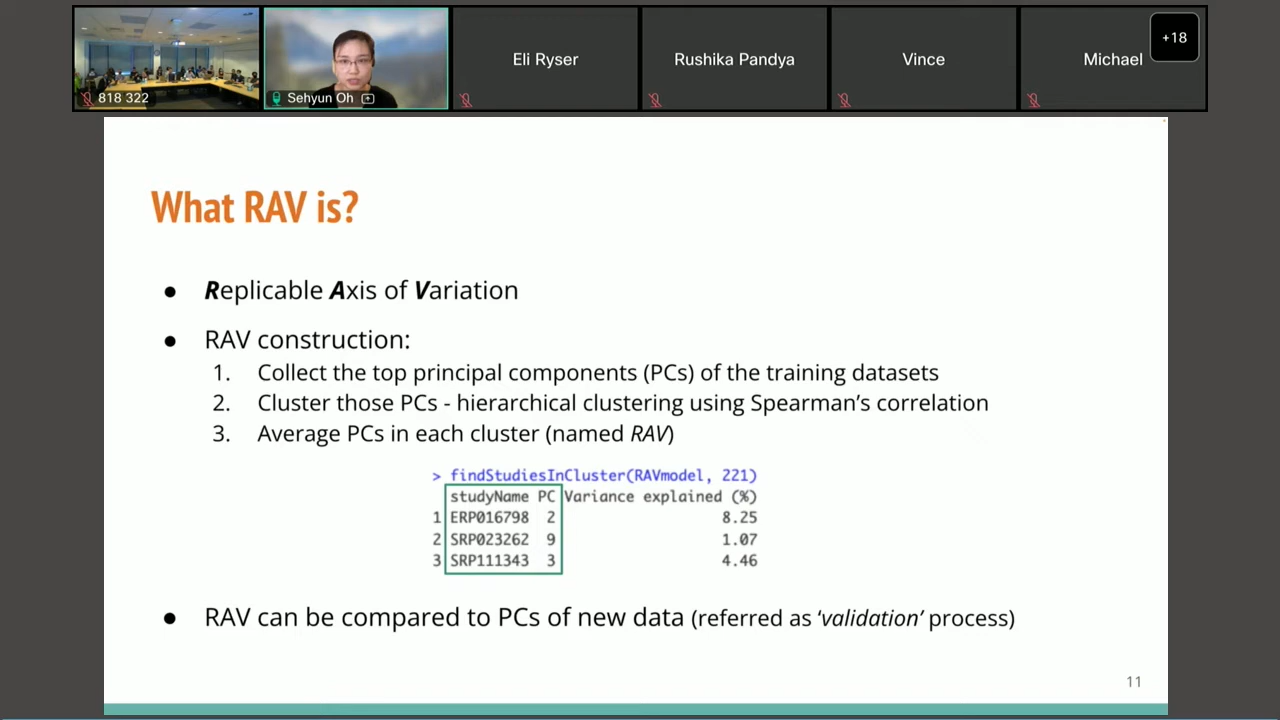 818 322
Sehyun Oh
Eli Ryser
Rushika Pandya
Vince
Michael
+18
What RAV is?
● Replicable Axis of Variation
● RAV construction:
1. Collect the top principal components (PCs) of the training datasets
2. Cluster those PCs - hierarchical clustering using Spearman’s correlation
3. Average PCs in each cluster (named RAV)
> findStudiesInCluster(RAVmodel, 221)
studyName PC Variance explained (%)
1 ERP016798 2 8.25
2 SRP023262 9 1.07
3 SRP111343 3 4.46
● RAV can be compared to PCs of new data (referred as ‘validation’ process)
11